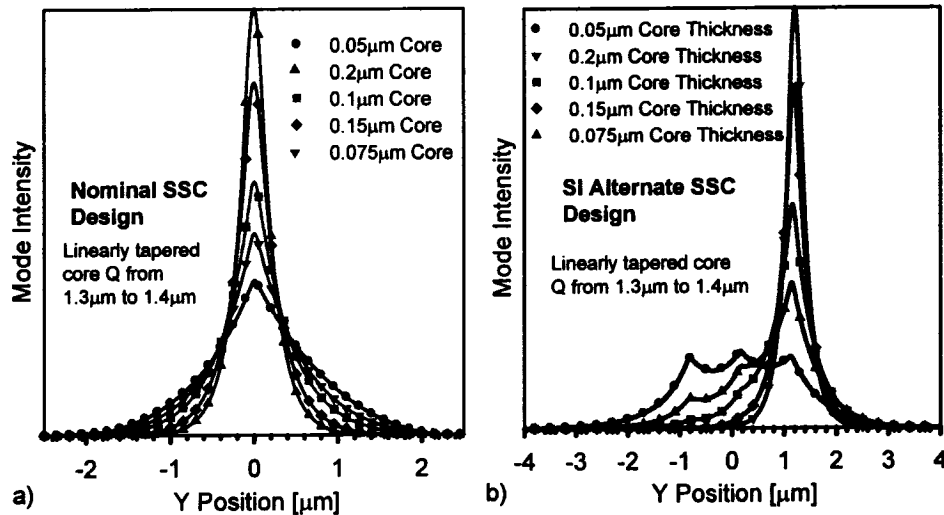 0.05μm Core
0.2μm Core
0.1μm Core
0.15μm Core
0.075μm Core
Nominal SSC
Design
Linearly tapered
core Q from
1.3μm to 1.4μm
Mode Intensity
-2 -1 0 1 2
a)
Y Position [μm]
0.05μm Core Thickness
0.2μm Core Thickness
0.1μm Core Thickness
0.15μm Core Thickness
0.075μm Core Thickness
SI Alternate SSC
Design
Linearly tapered core
Q from 1.3μm to 1.4μm
Mode Intensity
-4 -3 -2 -1 0 1 2 3 4
b)
Y Position [μm]